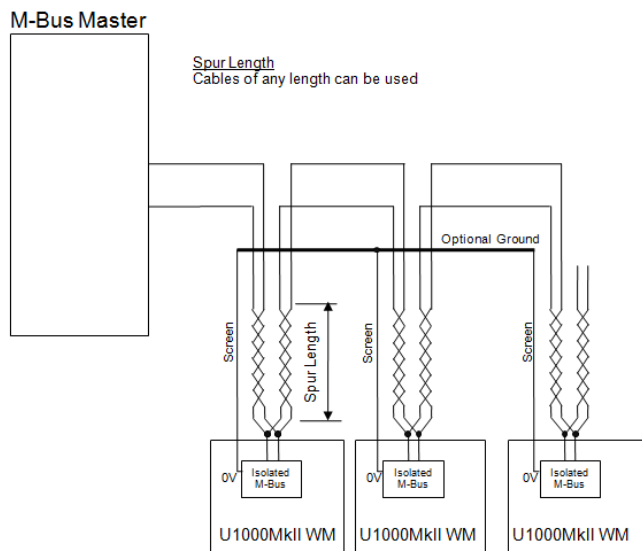 M-Bus Master
Spur Length
Cables of any length can be used
Optional Ground
Screen
Spur Length
Screen
Screen
0V
Isolated
M-Bus
0V
Isolated
M-Bus
0V
Isolated
M-Bus
U1000MkII WM
U1000MkII WM
U1000MkII WM